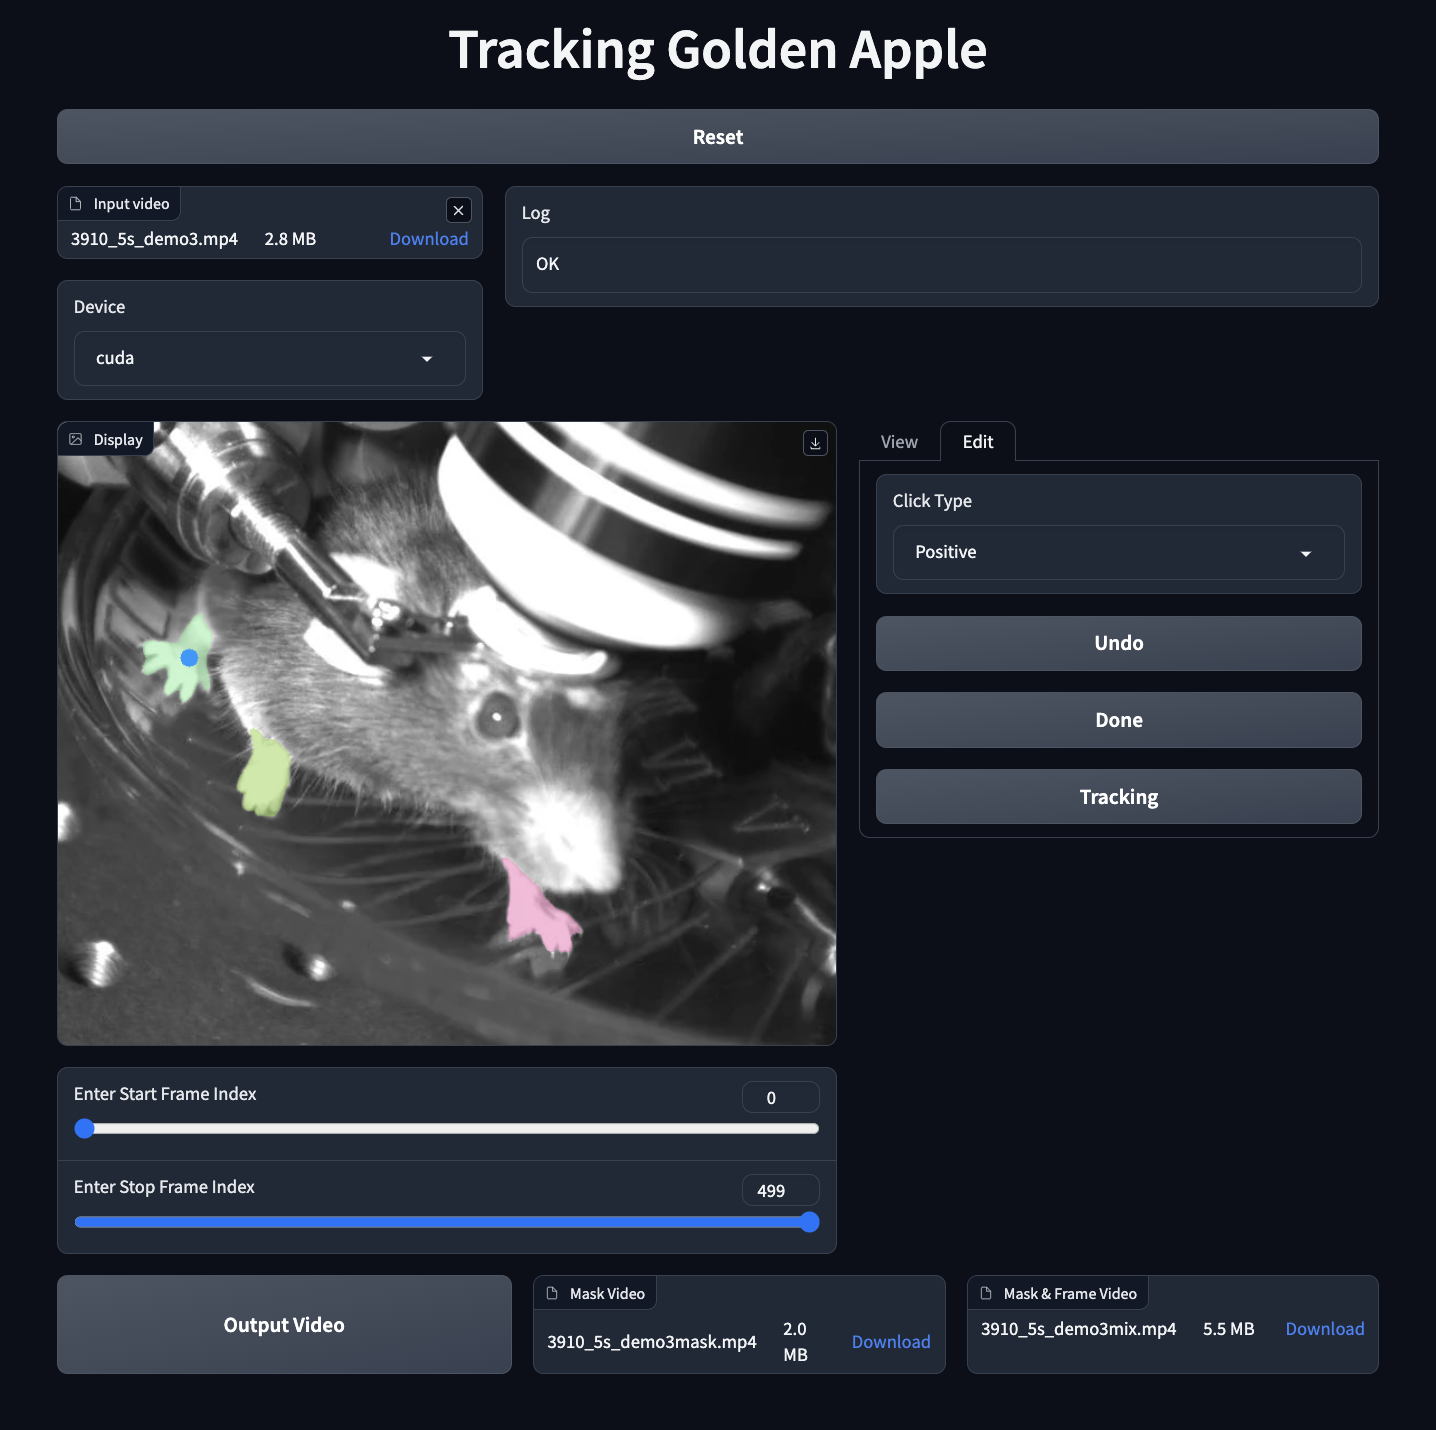 Tracking Golden Apple
Reset
Input video
3910_5s_demo3.mp4 2.8 MB Download
Log
OK
Device
cuda
Display
View Edit
Click Type
Positive
Undo
Done
Tracking
Enter Start Frame Index 0
Enter Stop Frame Index 499
Output Video
Mask Video
3910_5s_demo3mask.mp4 2.0 MB Download
Mask & Frame Video
3910_5s_demo3mix.mp4 5.5 MB Download